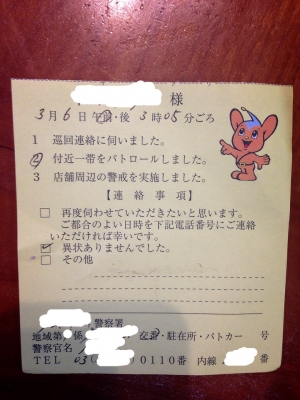 様
3月6日午前・後3時05分ごろ
1 巡回連絡に伺いました。
2 付近一帯をパトロールしました。
3 店舗周辺の警戒を実施しました。
【連絡事項】
□ 再度伺わせていただきたいと思います。
ご都合のよい日時を下記電話番号にご連絡
いただければ幸いです。
☑ 異状ありませんでした。
□ その他
警察署
地域第 係 交番・駐在所・パトカー 号
警察官名
TEL 03 0110番 内線 番